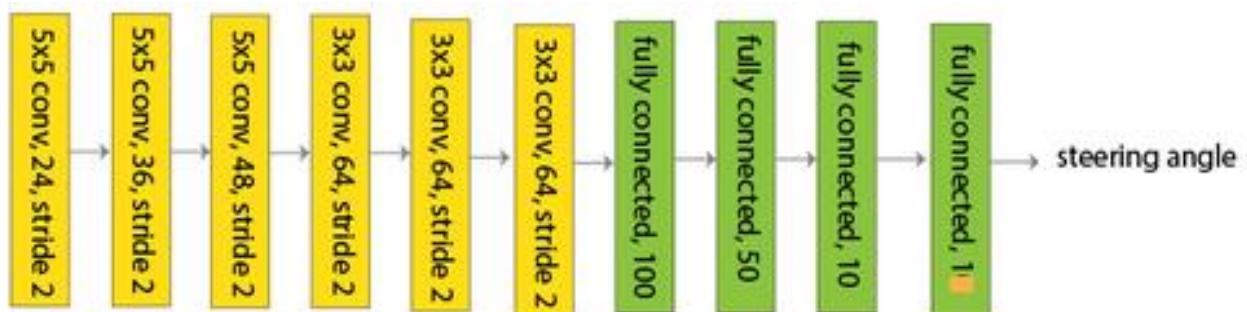 5x5 conv, 24, stride 2
5x5 conv, 36, stride 2
5x5 conv, 48, stride 2
3x3 conv, 64, stride 2
3x3 conv, 64, stride 2
3x3 conv, 64, stride 2
fully connected, 100
fully connected, 50
fully connected, 10
fully connected,
steering angle